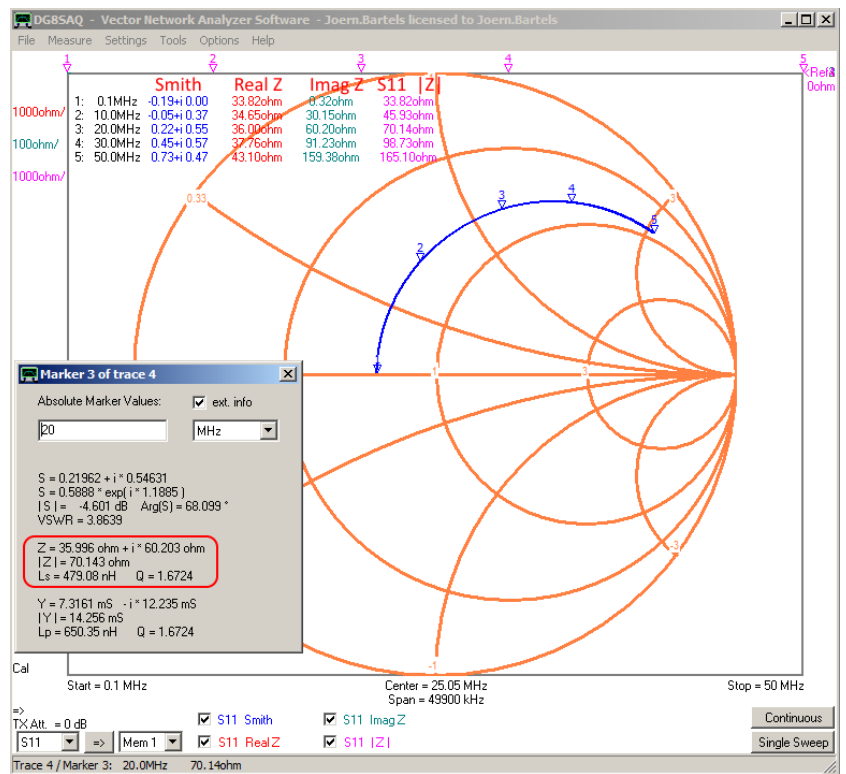 DG8SAQ - Vector Network Analyzer Software - Joern.Bartels licensed to Joern.Bartels
File Measure Settings Tools Options Help
1 2 3 4 5
<Ref3
0ohm
Smith Real Z Imag Z S11 |Z|
1: 0.1MHz -0.19+i 0.00 33.82ohm 0.32ohm 33.82ohm
1000ohm/ 2: 10.0MHz -0.05+i 0.37 34.65ohm 30.15ohm 45.93ohm
3: 20.0MHz 0.22+i 0.55 36.00ohm 60.20ohm 70.14ohm
100ohm/ 4: 30.0MHz 0.45+i 0.57 37.76ohm 91.23ohm 98.73ohm
5: 50.0MHz 0.73+i 0.47 43.10ohm 159.38ohm 165.10ohm
1000ohm/
0.33 3
3 4
5
2
1 1 3
-3
-1
Marker 3 of trace 4
Absolute Marker Values: ext. info
20 MHz
S = 0.21962 + i * 0.54631
S = 0.5888 * exp( i * 1.1885 )
| S | = -4.601 dB Arg(S) = 68.099 °
VSWR = 3.8639
Z = 35.996 ohm + i * 60.203 ohm
|Z| = 70.143 ohm
Ls = 479.08 nH Q = 1.6724
Y = 7.3161 mS - i * 12.235 mS
|Y| = 14.256 mS
Lp = 650.35 nH Q = 1.6724
Cal
Start = 0.1 MHz Center = 25.05 MHz Stop = 50 MHz
Span = 49900 kHz
=>
TX Att. = 0 dB S11 Smith S11 Imag Z Continuous
S11 => Mem 1 S11 Real Z S11 |Z| Single Sweep
Trace 4 / Marker 3: 20.0MHz 70.14ohm